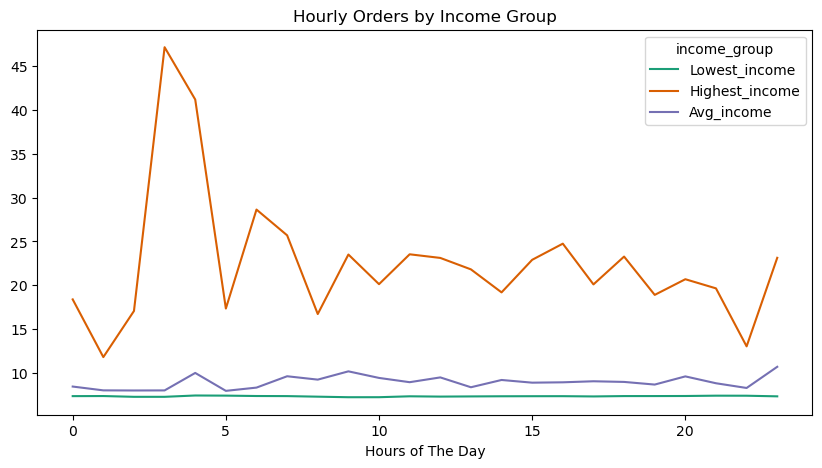 Hourly Orders by Income Group
income_group
Lowest_income
Highest_income
Avg_income
45
40
35
30
25
20
15
10
0 5 10 15 20
Hours of The Day